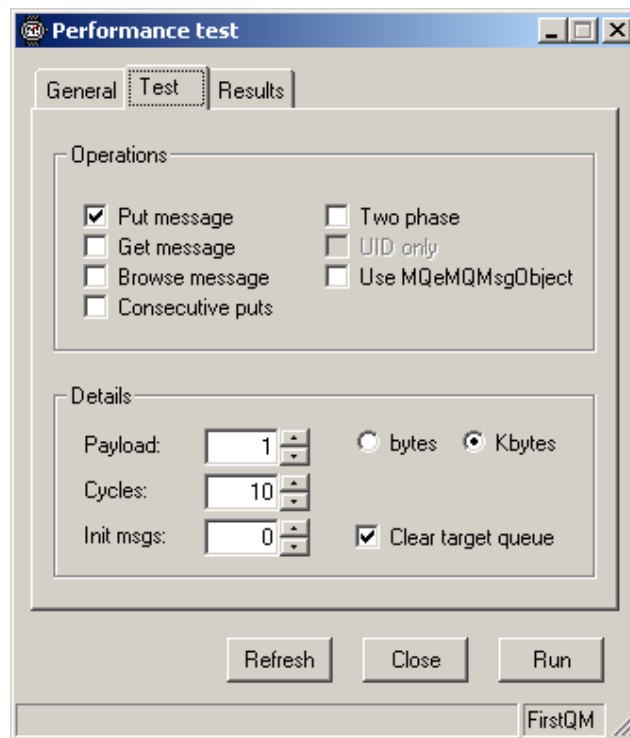 Performance test
General Test Results
Operations
Put message Two phase
Get message UID only
Browse message Use MQeMQMsgObject
Consecutive puts
Details
Payload: 1 bytes Kbytes
Cycles: 10
Init msgs: 0 Clear target queue
Refresh Close Run
FirstQM